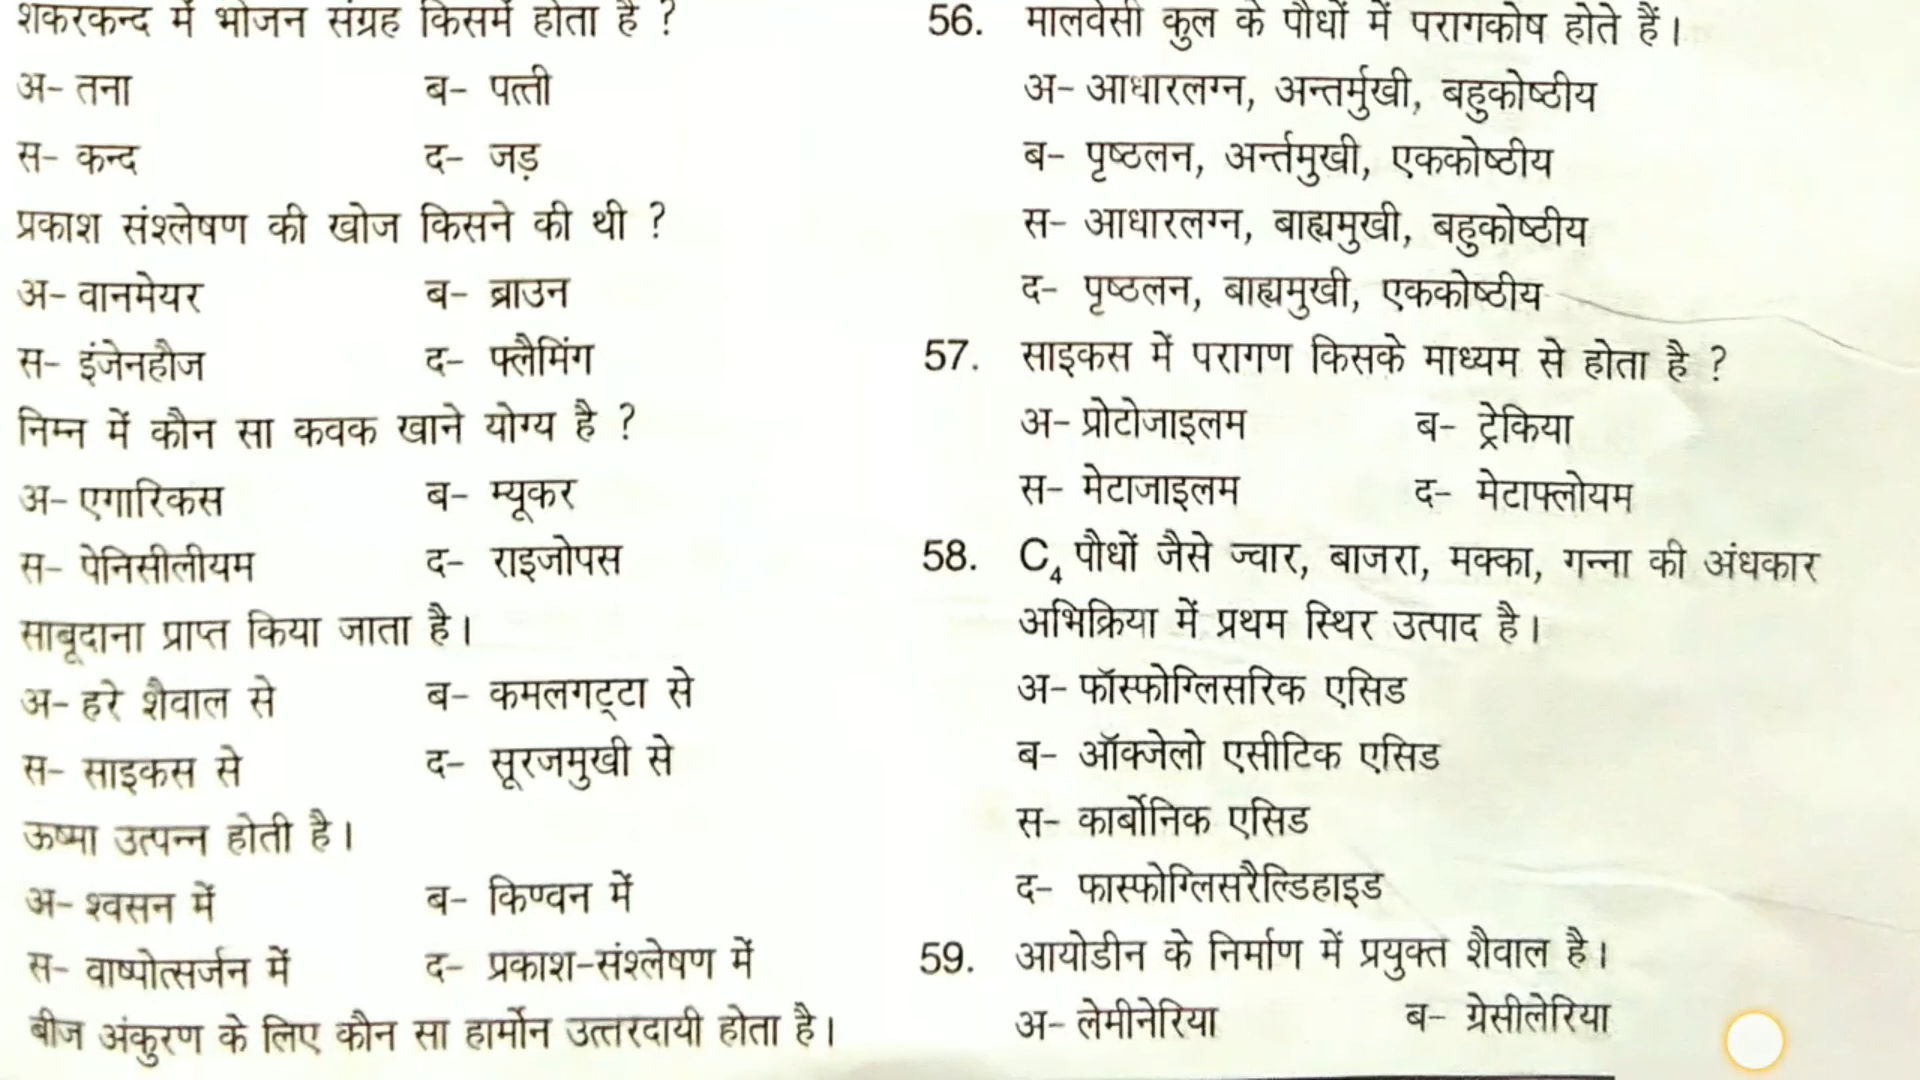 शकरकन्द में भोजन संग्रह किसमें होता है ?
अ- तना ब- पत्ती
स- कन्द द- जड़
प्रकाश संश्लेषण की खोज किसने की थी ?
अ- वानमेयर ब- ब्राउन
स- इंजेनहौज द- फ्लैमिंग
निम्न में कौन सा कवक खाने योग्य है ?
अ- एगारिकस ब- म्यूकर
स- पेनिसीलीयम द- राइजोपस
साबूदाना प्राप्त किया जाता है।
अ- हरे शैवाल से ब- कमलगट्टा से
स- साइकस से द- सूरजमुखी से
ऊष्मा उत्पन्न होती है।
अ- श्वसन में ब- किण्वन में
स- वाष्पोत्सर्जन में द- प्रकाश-संश्लेषण में
बीज अंकुरण के लिए कौन सा हार्मोन उत्तरदायी होता है।
56. मालवेसी कुल के पौधों में परागकोष होते हैं।
अ- आधारलग्न, अन्तर्मुखी, बहुकोष्ठीय
ब- पृष्ठलन, अर्न्तमुखी, एककोष्ठीय
स- आधारलग्न, बाह्यमुखी, बहुकोष्ठीय
द- पृष्ठलन, बाह्यमुखी, एककोष्ठीय
57. साइकस में परागण किसके माध्यम से होता है ?
अ- प्रोटोजाइलम ब- ट्रेकिया
स- मेटाजाइलम द- मेटाफ्लोयम
58. C₄ पौधों जैसे ज्वार, बाजरा, मक्का, गन्ना की अंधकार
अभिक्रिया में प्रथम स्थिर उत्पाद है।
अ- फॉस्फोग्लिसरिक एसिड
ब- ऑक्जेलो एसीटिक एसिड
स- कार्बोनिक एसिड
द- फास्फोग्लिसरैल्डिहाइड
59. आयोडीन के निर्माण में प्रयुक्त शैवाल है।
अ- लेमीनेरिया ब- ग्रेसीलेरिया